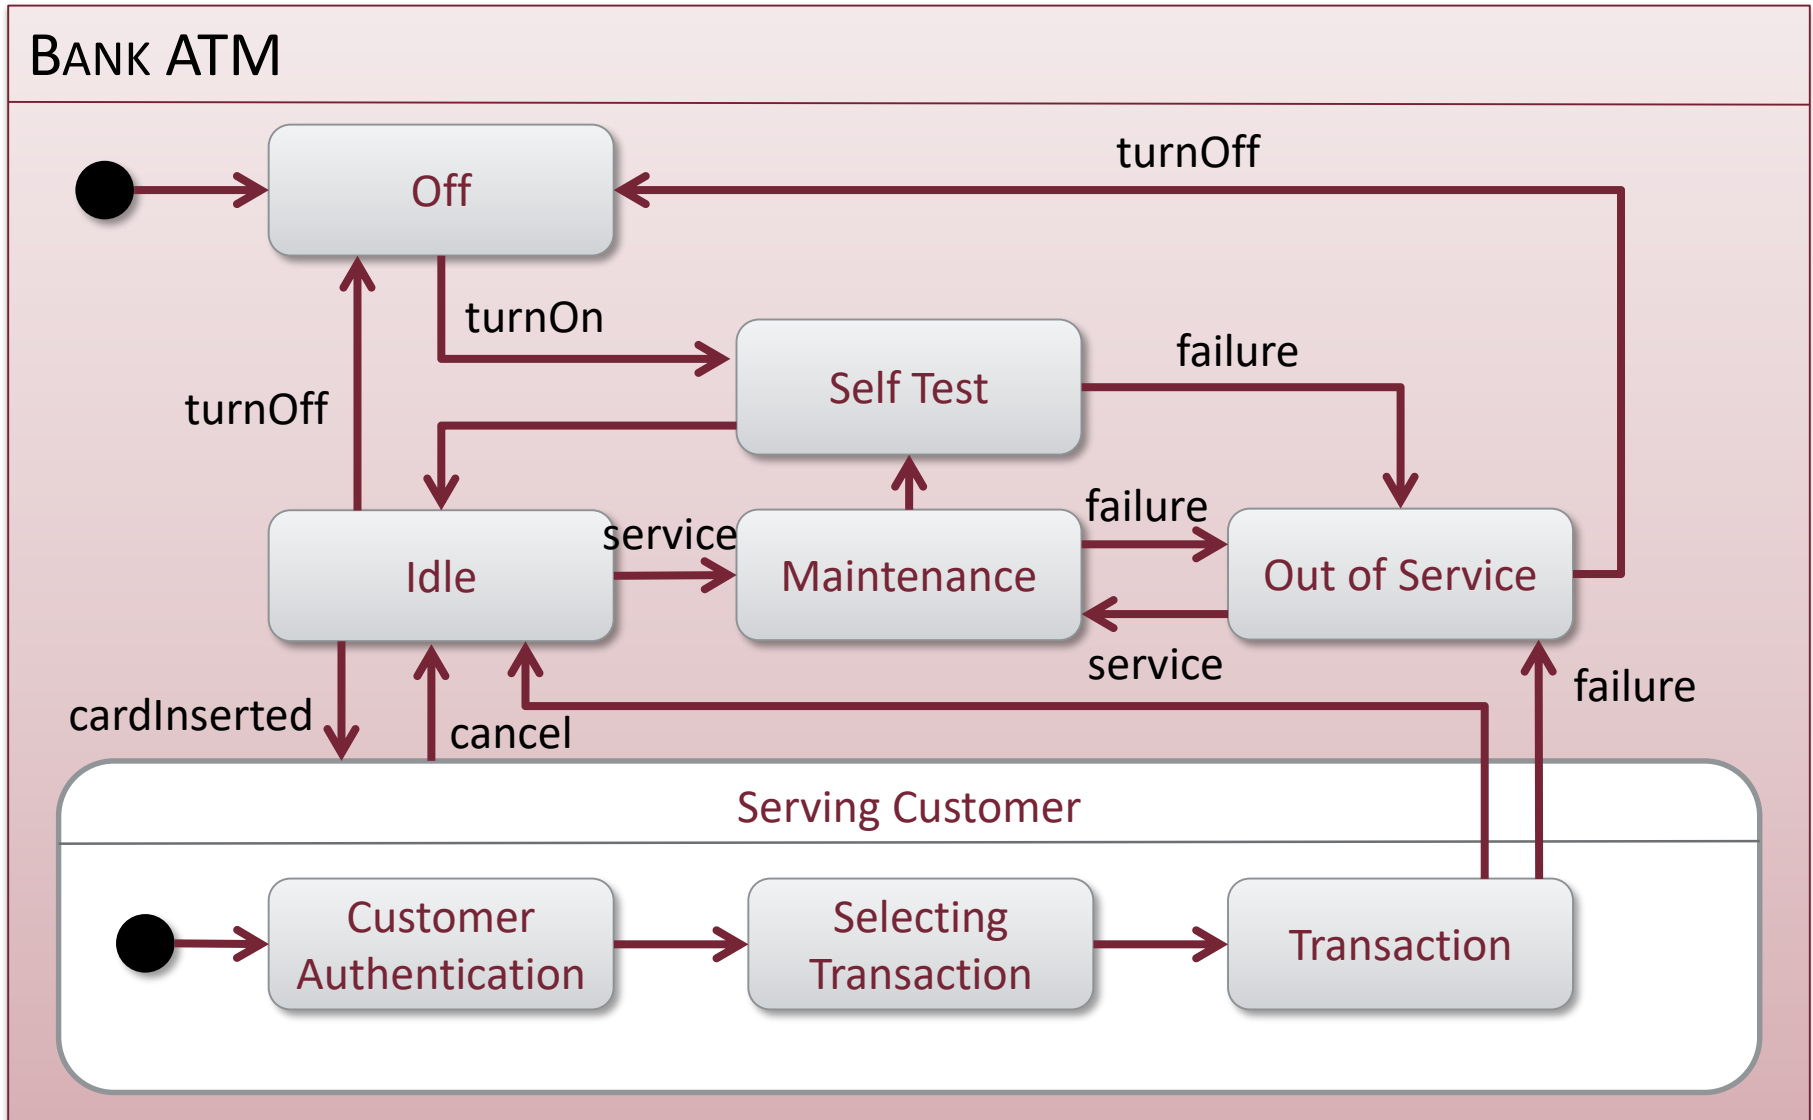 BANK ATM
turnOff
Off
turnOn
failure
Self Test
turnOff
failure
service
Idle
Maintenance
Out of Service
service
failure
cardInserted
cancel
Serving Customer
Customer
Authentication
Selecting
Transaction
Transaction